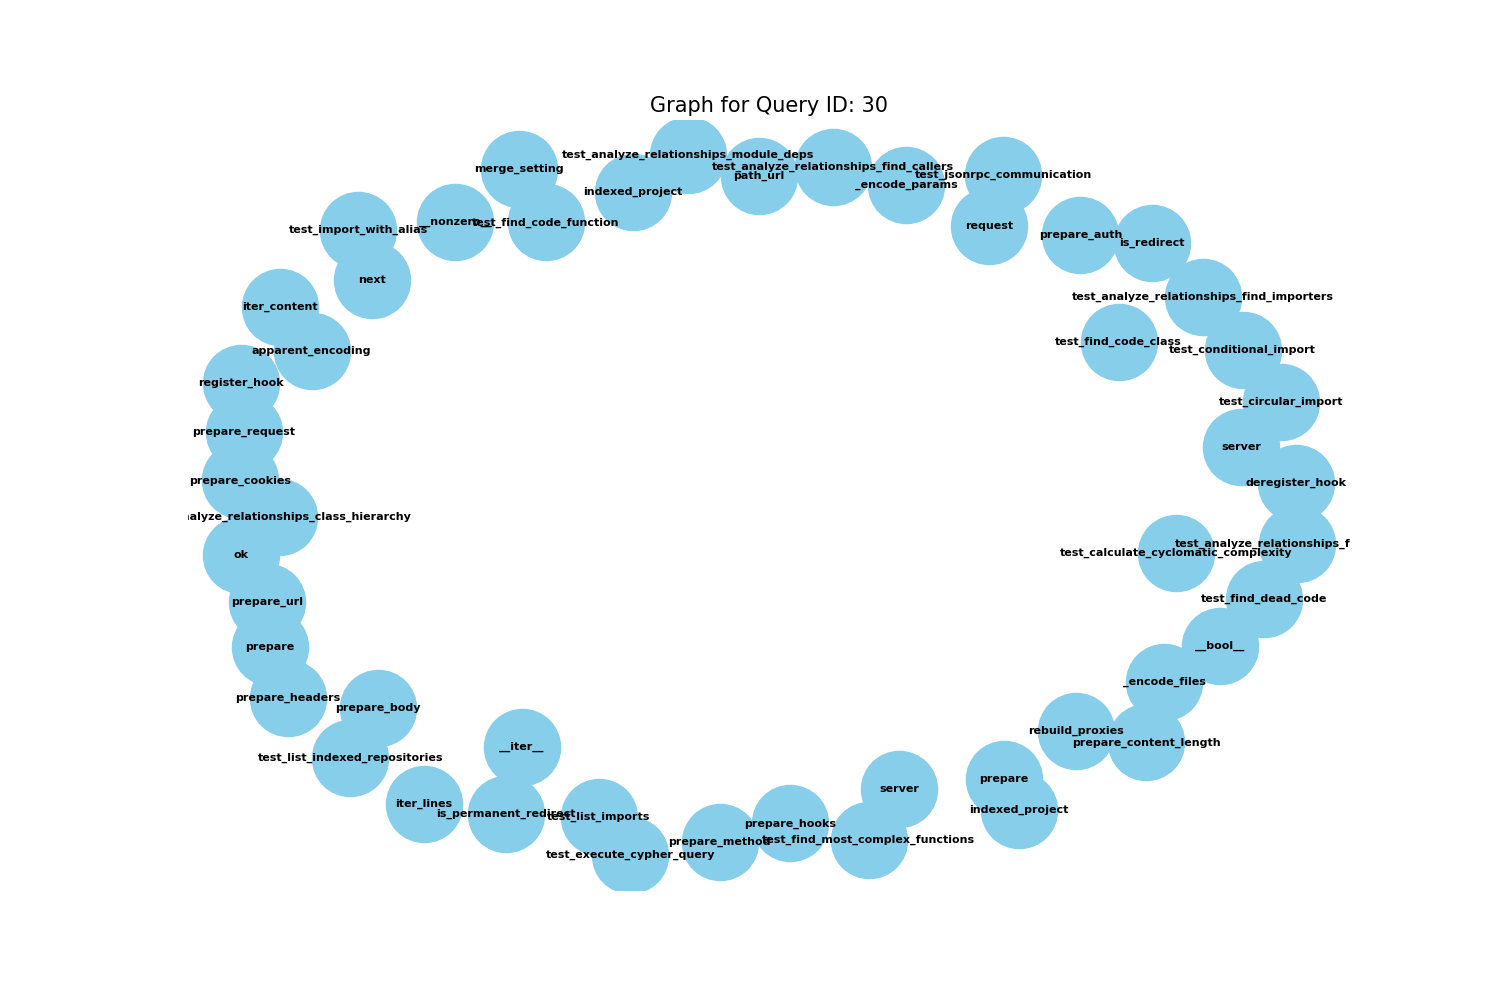 Graph for Query ID: 30
test_analyze_relationships_module_deps
merge_setting
test_analyze_relationships_find_callers
path_url
test_jsonrpc_communication
_encode_params
indexed_project
__nonzero__
test_find_code_function
request
test_import_with_alias
prepare_auth
is_redirect
next
test_analyze_relationships_find_importers
iter_content
test_find_code_class
test_conditional_import
apparent_encoding
register_hook
test_circular_import
prepare_request
server
prepare_cookies
deregister_hook
alyze_relationships_class_hierarchy
test_analyze_relationships_f
test_calculate_cyclomatic_complexity
ok
test_find_dead_code
prepare_url
prepare
__bool__
_encode_files
prepare_headers
prepare_body
rebuild_proxies
prepare_content_length
__iter__
test_list_indexed_repositories
prepare
server
iter_lines
indexed_project
is_permanent_redirect
test_list_imports
prepare_hooks
prepare_method
test_find_most_complex_functions
test_execute_cypher_query